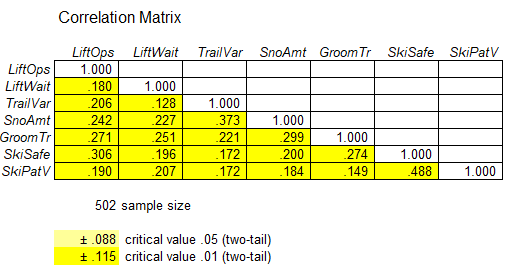 Correlation Matrix
LiftOps LiftWait TrailVar SnoAmt GroomTr SkiSafe SkiPatV
LiftOps 1.000
LiftWait .180 1.000
TrailVar .206 .128 1.000
SnoAmt .242 .227 .373 1.000
GroomTr .271 .251 .221 .299 1.000
SkiSafe .306 .196 .172 .200 .274 1.000
SkiPatV .190 .207 .172 .184 .149 .488 1.000
502 sample size
± .088 critical value .05 (two-tail)
± .115 critical value .01 (two-tail)